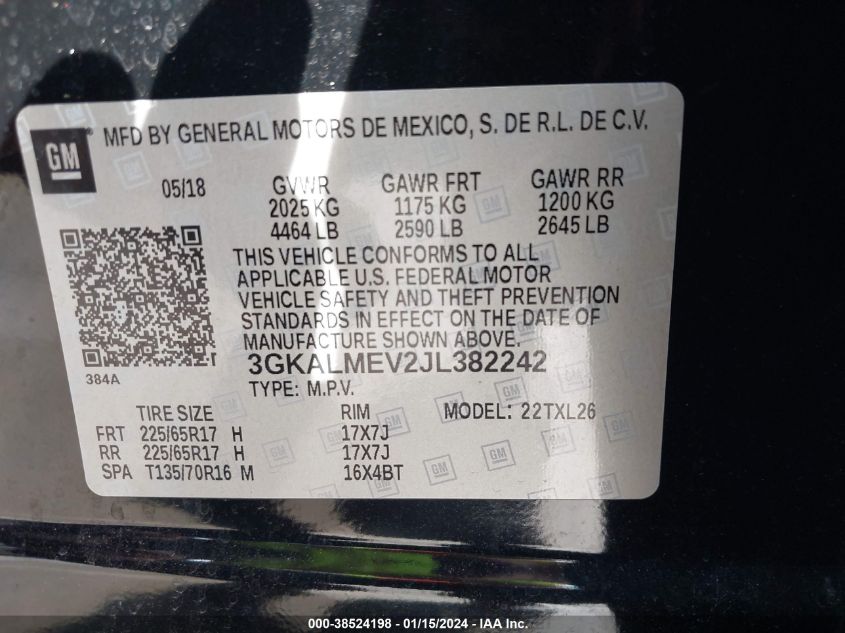 GM
MFD BY GENERAL MOTORS DE MEXICO, S. DE R.L. DE C.V.
05/18 GVWR GAWR FRT GAWR RR
2025 KG 1175 KG 1200 KG
4464 LB 2590 LB 2645 LB
THIS VEHICLE CONFORMS TO ALL
APPLICABLE U.S. FEDERAL MOTOR
VEHICLE SAFETY AND THEFT PREVENTION
STANDARDS IN EFFECT ON THE DATE OF
MANUFACTURE SHOWN ABOVE.
384A 3GKALMEV2JL382242
TYPE: M.P.V.
TIRE SIZE RIM MODEL: 22TXL26
FRT 225/65R17 H 17X7J
RR 225/65R17 H 17X7J
SPA T135/70R16 M 16X4BT
000-38524198 - 01/15/2024 - IAA Inc.